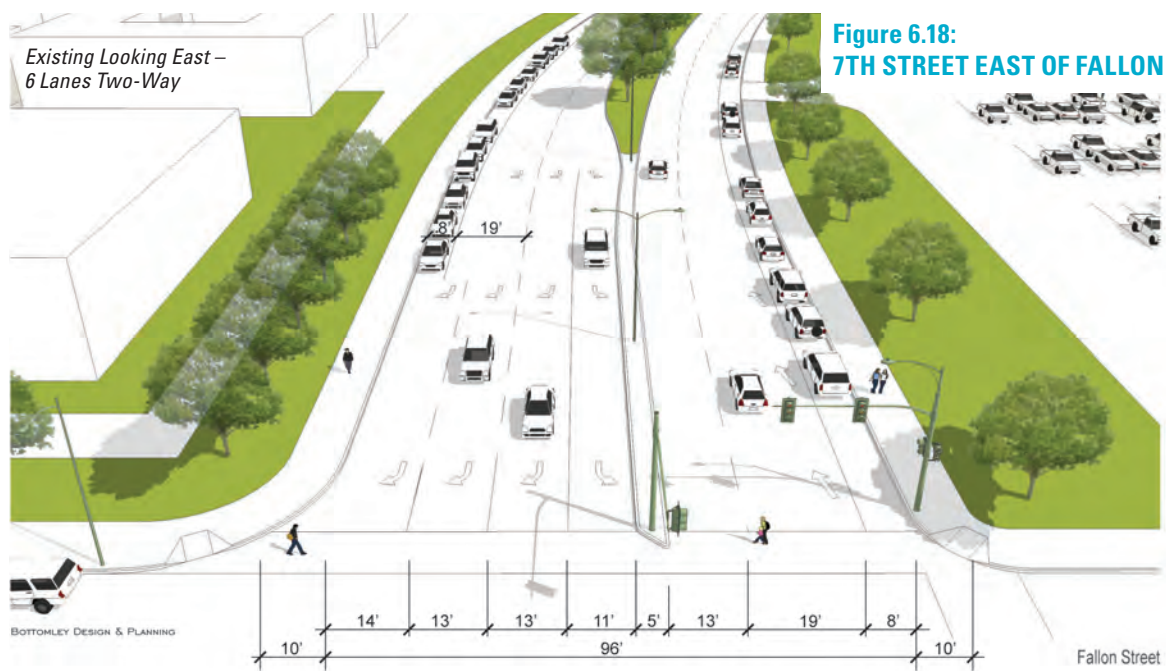 Existing Looking East –
6 Lanes Two-Way
Figure 6.18:
7TH STREET EAST OF FALLON
8' 19'
14' 13' 13' 11' 5' 13' 19' 8'
BOTTOMLEY DESIGN & PLANNING
10' 96' 10'
Fallon Street